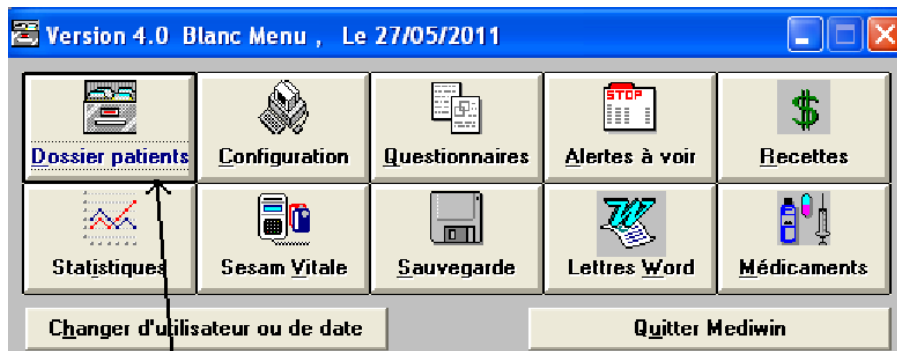 Version 4.0 Blanc Menu , Le 27/05/2011
STOP
$
Dossier patients Configuration Questionnaires Alertes à voir Recettes
W
Statistiques Sesam Vitale Sauvegarde Lettres Word Médicaments
Changer d'utilisateur ou de date Quitter Mediwin